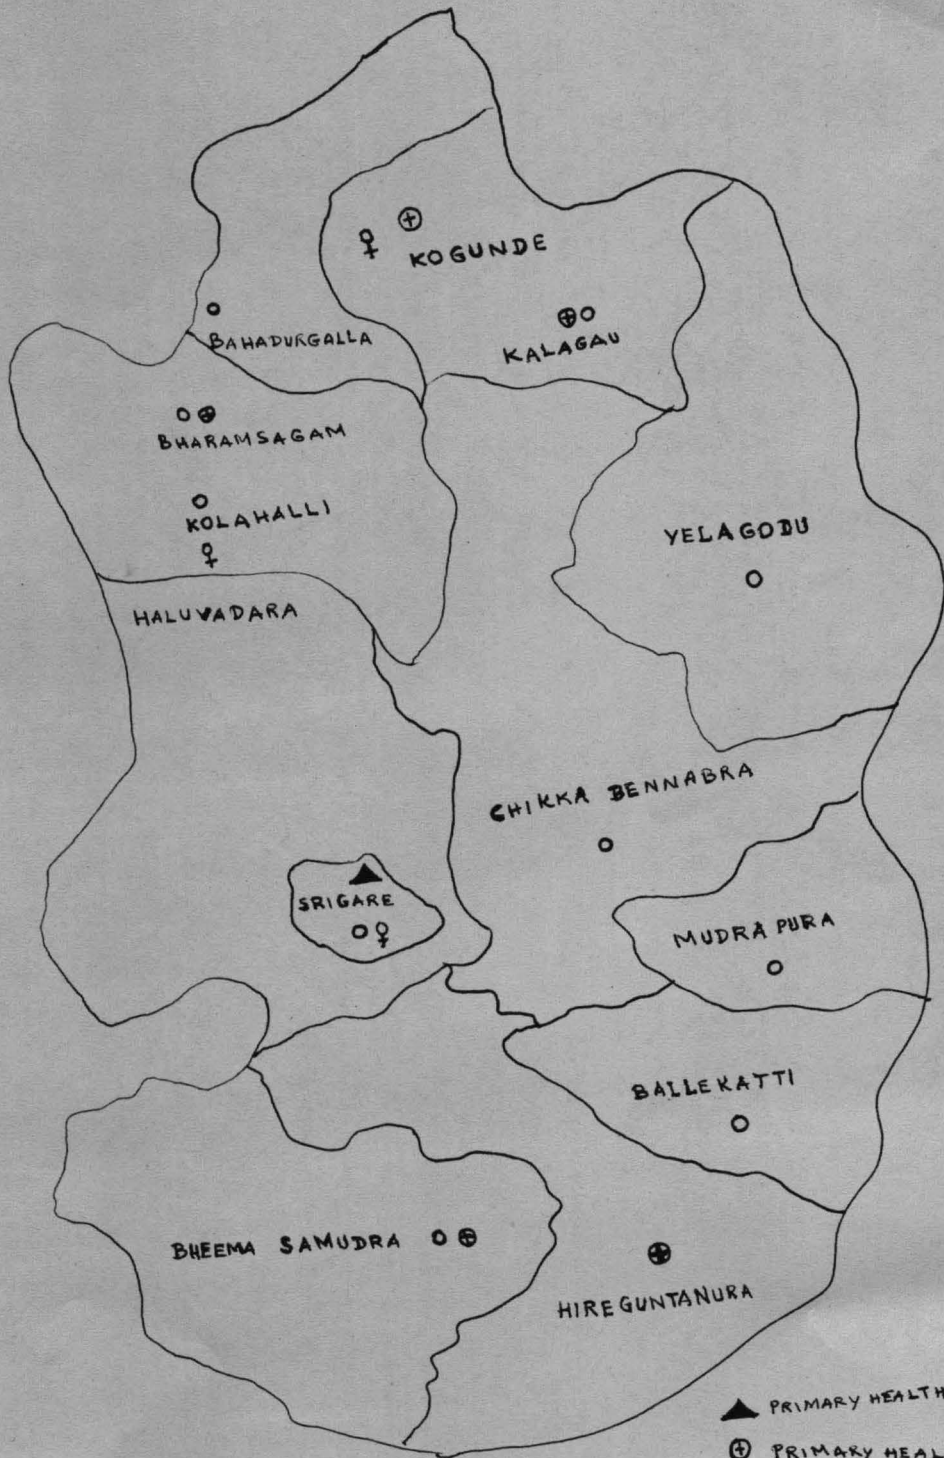 KOGUNDE
KALAGAU
BAHADURGALLA
BHARAMSAGAM
KOLAHALLI
YELAGODU
HALUVADARA
CHIKKA BENNABRA
SRIGARE
MUDRA PURA
BALLEKATTI
BHEEMA SAMUDRA
HIREGUNTANURA
PRIMARY HEALTH
PRIMARY HEAL